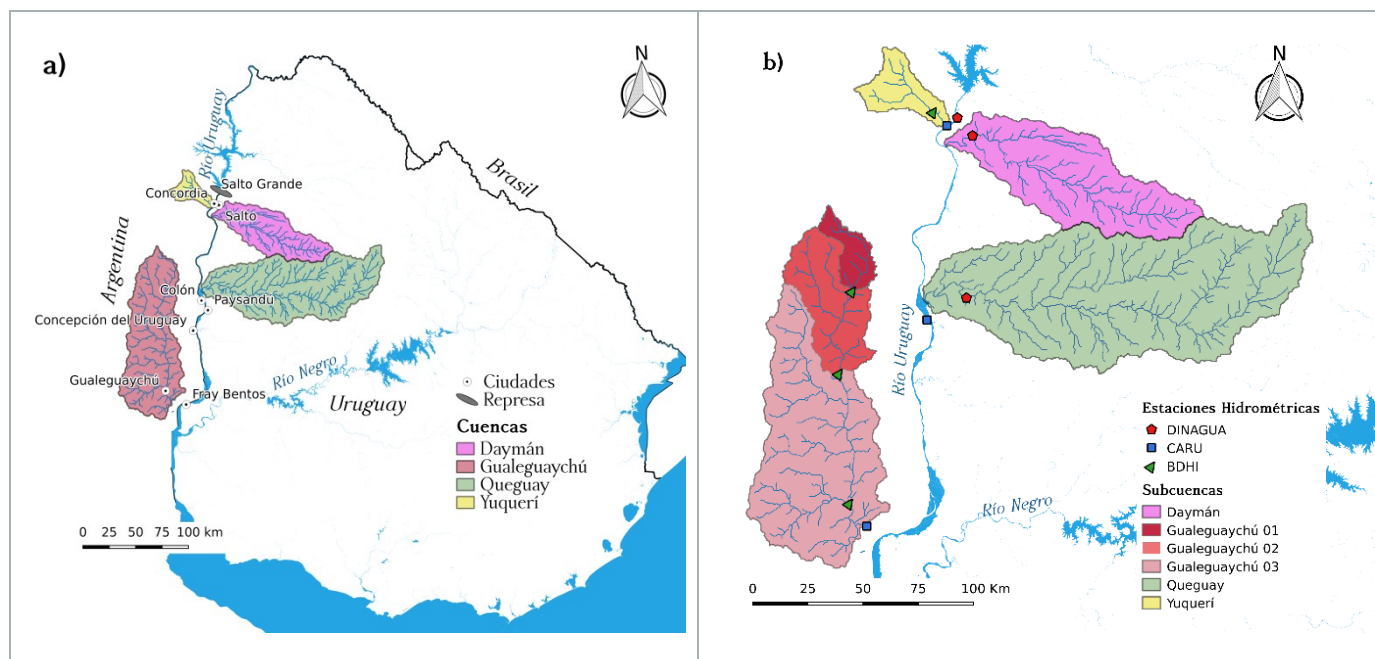 a)
N
Río Uruguay
Brasil
Salto Grande
Concordia
Salto
Argentina
Colón
Paysandú
Concepción del Uruguay
Río Negro
Gualeguaychú
Fray Bentos
Uruguay
Ciudades
Represa
Cuencas
Daymán
Gualeguaychú
Queguay
Yuquerí
0 25 50 75 100 km
b)
N
Río Uruguay
Río Negro
Estaciones Hidrométricas
DINAGUA
CARU
BDHI
Subcuencas
Daymán
Gualeguaychú 01
Gualeguaychú 02
Gualeguaychú 03
Queguay
Yuquerí
0 25 50 75 100 Km